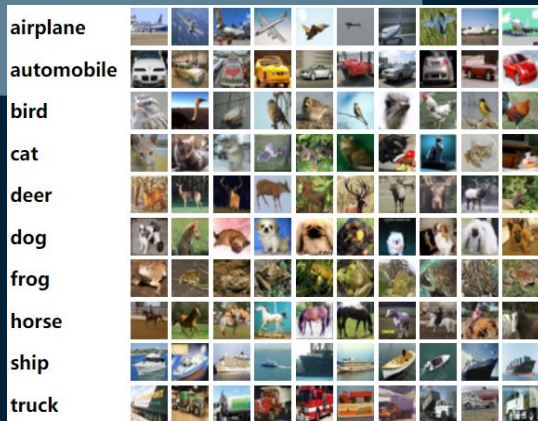 airplane
automobile
bird
cat
deer
dog
frog
horse
ship
truck